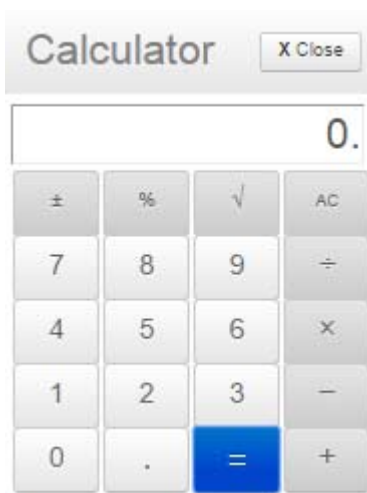 Calculator X Close
0.
± % √ AC
7 8 9 ÷
4 5 6 ×
1 2 3 −
0 . = +